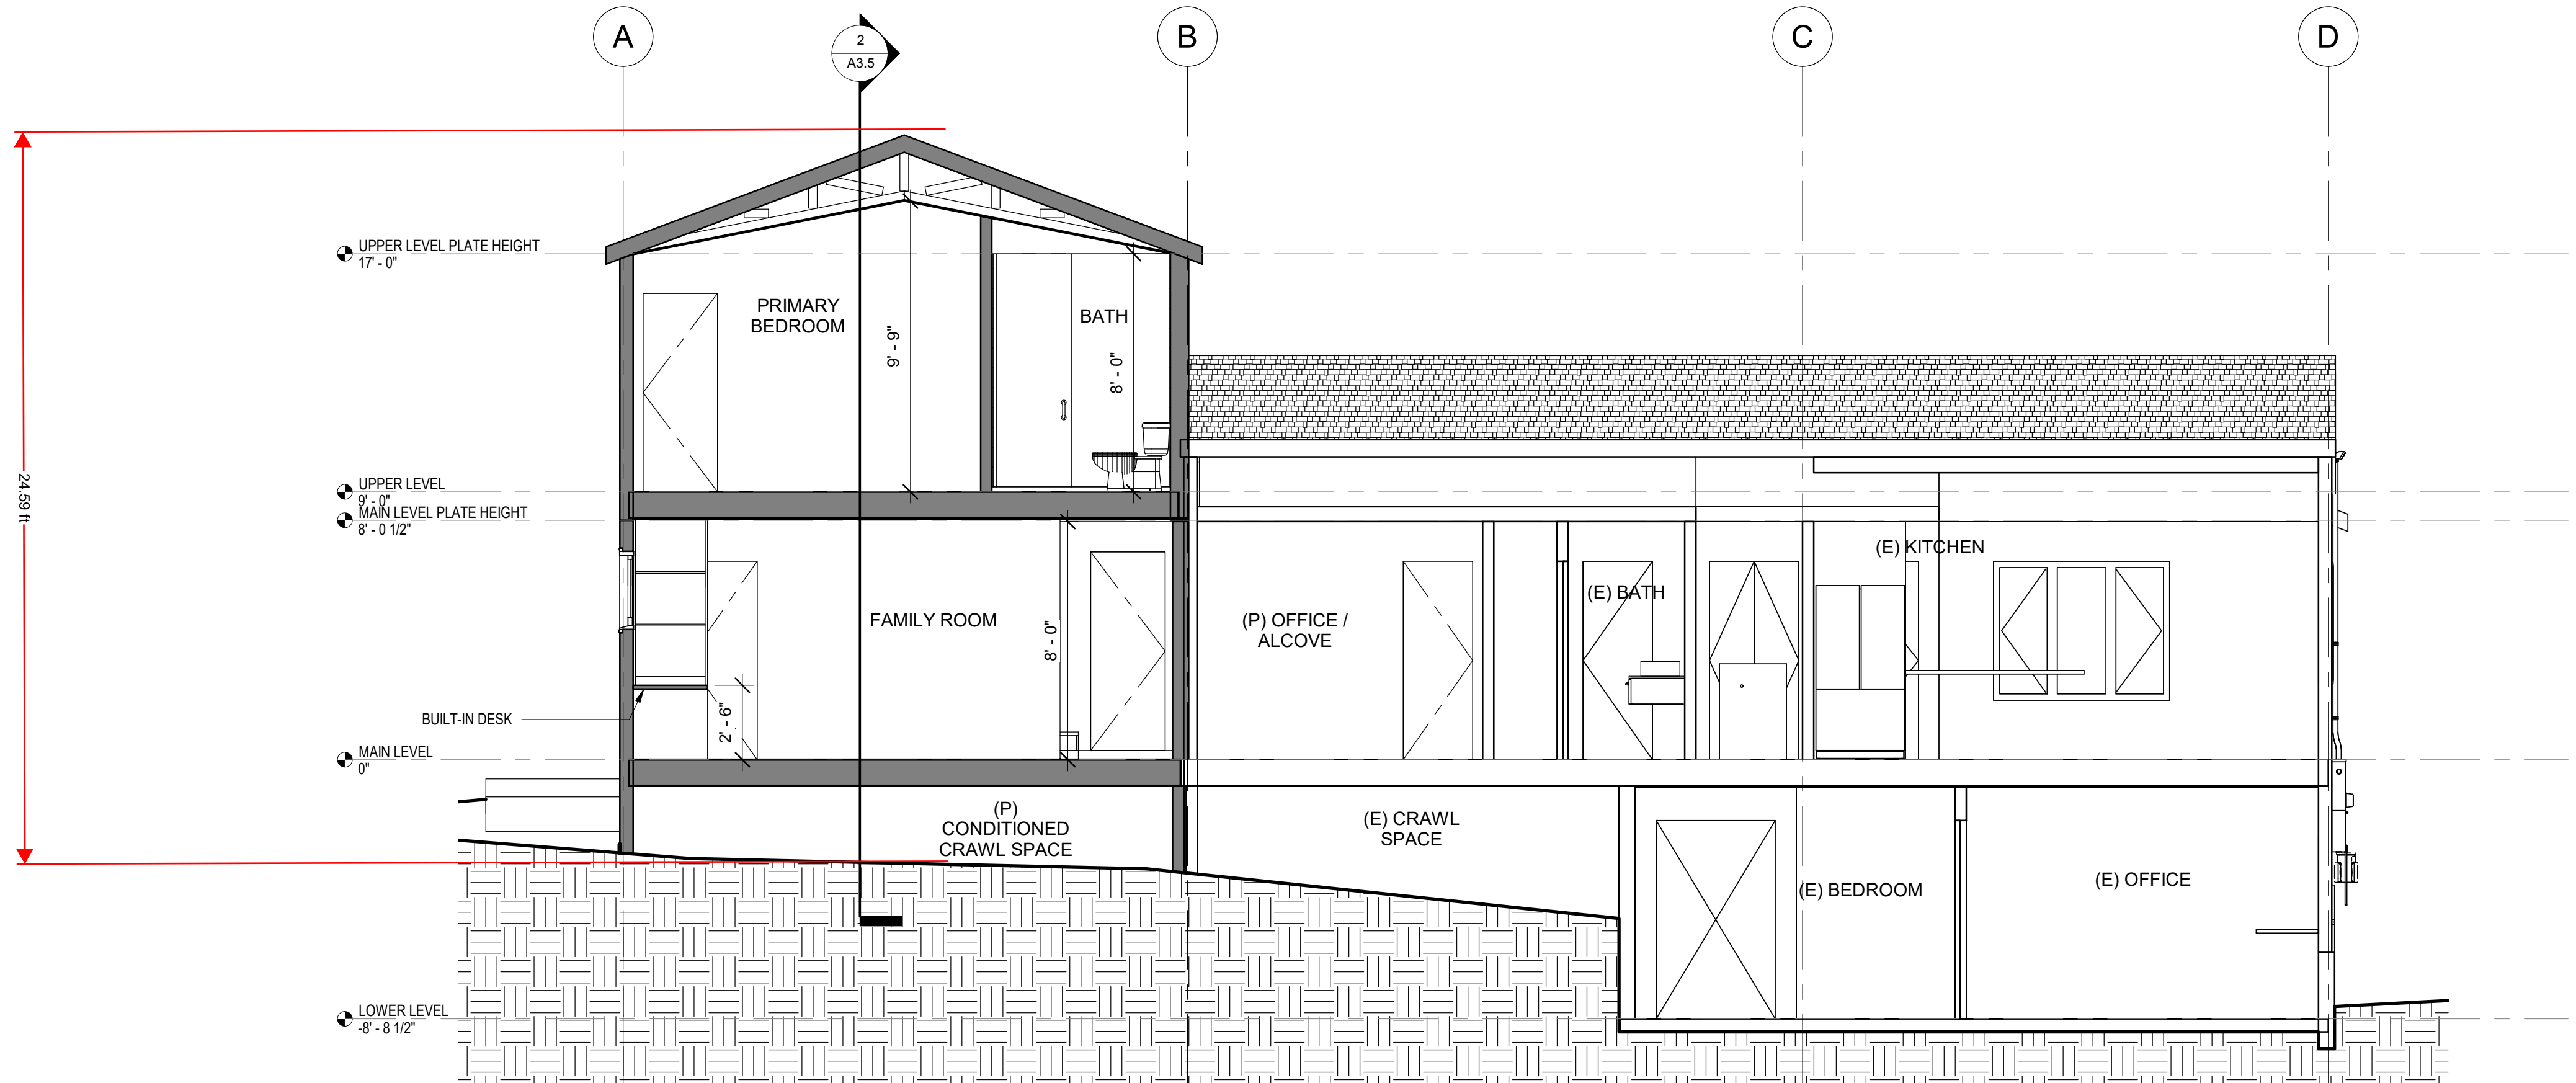 A
2
A3.5
B
C
D
UPPER LEVEL PLATE HEIGHT
17' - 0"
PRIMARY
BEDROOM
BATH
9' - 9"
8' - 0"
24.59 ft
UPPER LEVEL
9' - 0"
MAIN LEVEL PLATE HEIGHT
8' - 0 1/2"
(E) KITCHEN
(E) BATH
FAMILY ROOM
8' - 0"
(P) OFFICE /
ALCOVE
BUILT-IN DESK
2' - 6"
MAIN LEVEL
0"
(P)
CONDITIONED
CRAWL SPACE
(E) CRAWL
SPACE
(E) BEDROOM
(E) OFFICE
LOWER LEVEL
-8' - 8 1/2"